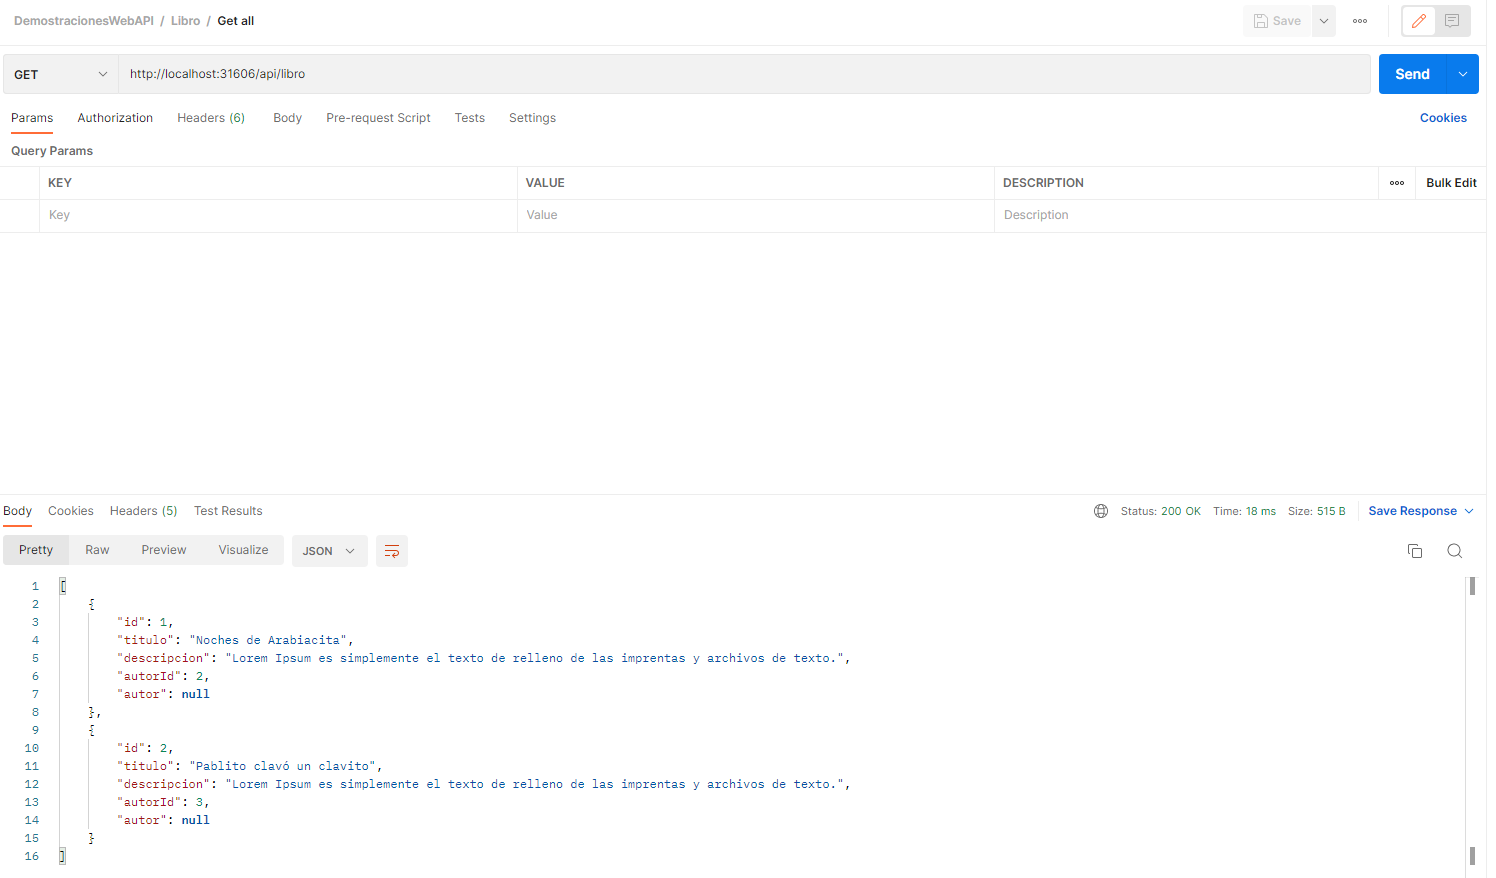 DemostracionesWebAPI / Libro / Get all
Save
GET http://localhost:31606/api/libro Send
Params Authorization Headers (6) Body Pre-request Script Tests Settings Cookies
Query Params
KEY VALUE DESCRIPTION Bulk Edit
Key Value Description
Body Cookies Headers (5) Test Results Status: 200 OK Time: 18 ms Size: 515 B Save Response
Pretty Raw Preview Visualize JSON
1 [
2 {
3 "id": 1,
4 "titulo": "Noches de Arabiacita",
5 "descripcion": "Lorem Ipsum es simplemente el texto de relleno de las imprentas y archivos de texto.",
6 "autorId": 2,
7 "autor": null
8 },
9 {
10 "id": 2,
11 "titulo": "Pablito clavó un clavito",
12 "descripcion": "Lorem Ipsum es simplemente el texto de relleno de las imprentas y archivos de texto.",
13 "autorId": 3,
14 "autor": null
15 }
16 ]